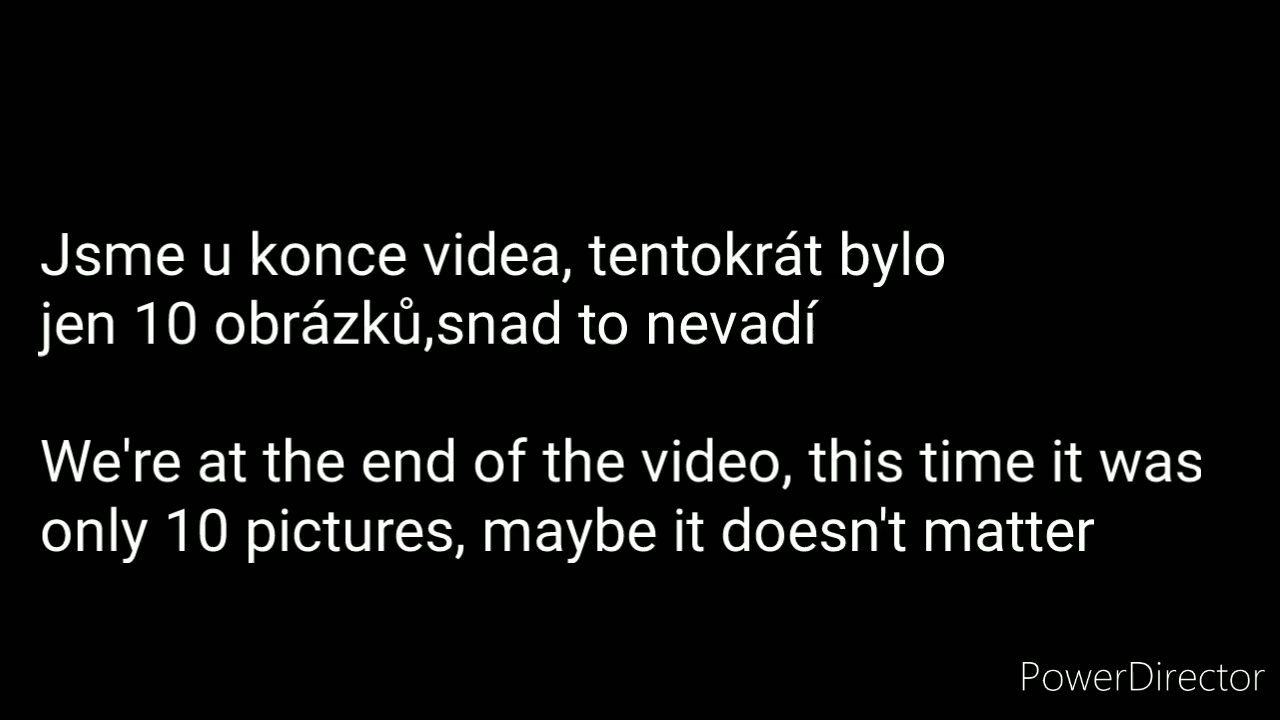 Jsme u konce videa, tentokrát bylo
jen 10 obrázků,snad to nevadí
We're at the end of the video, this time it was
only 10 pictures, maybe it doesn't matter
PowerDirector